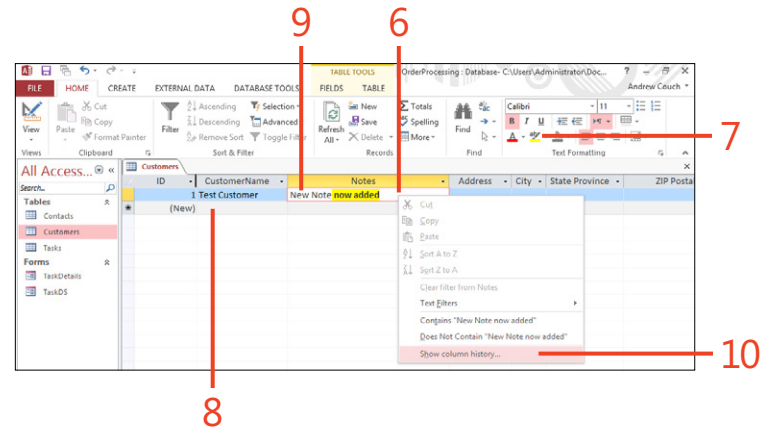 9 6
TABLE TOOLS OrderProcessing : Database- C:\Users\Administrator\Doc... ?
FILE HOME CREATE EXTERNAL DATA DATABASE TOOLS FIELDS TABLE Andrew Couch
Cut Ascending Selection New Totals Calibri 11
View Paste Copy Filter Descending Advanced Refresh All Save Spelling Find B I U
Format Painter Remove Sort Toggle Filter Delete More A 7
Views Clipboard Sort & Filter Records Find Text Formatting
All Access... « Customers ×
Search... ID CustomerName Notes Address City State Province ZIP Posta
Tables 1 Test Customer New Note now added
Contacts * (New) Cut
Customers Copy
Tasks Paste
Forms Sort A to Z
TaskDetails Sort Z to A
TaskDS Clear filter from Notes
Text Filters
Contains "New Note now added"
Does Not Contain "New Note now added"
Show column history... 10
8